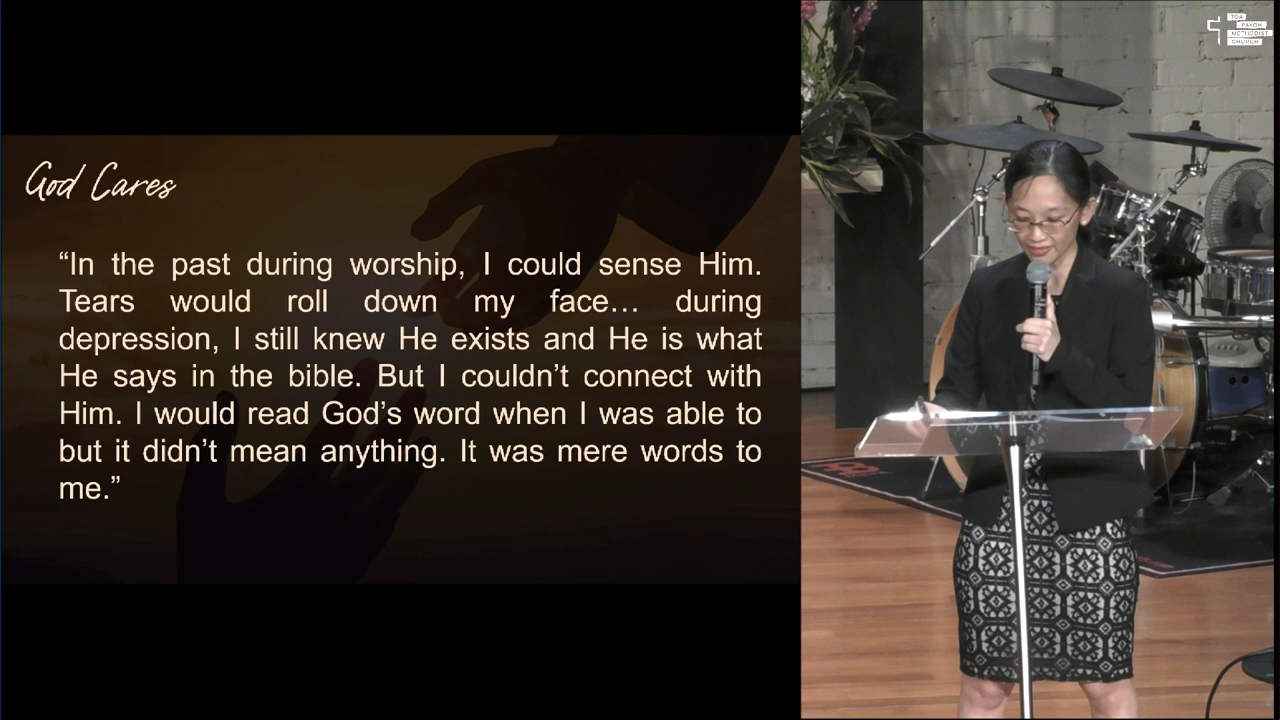 God Cares
“In the past during worship, I could sense Him.
Tears would roll down my face… during
depression, I still knew He exists and He is what
He says in the bible. But I couldn’t connect with
Him. I would read God’s word when I was able to
but it didn’t mean anything. It was mere words to
me.”
TOA
PAYOH
METHODIST
CHURCH